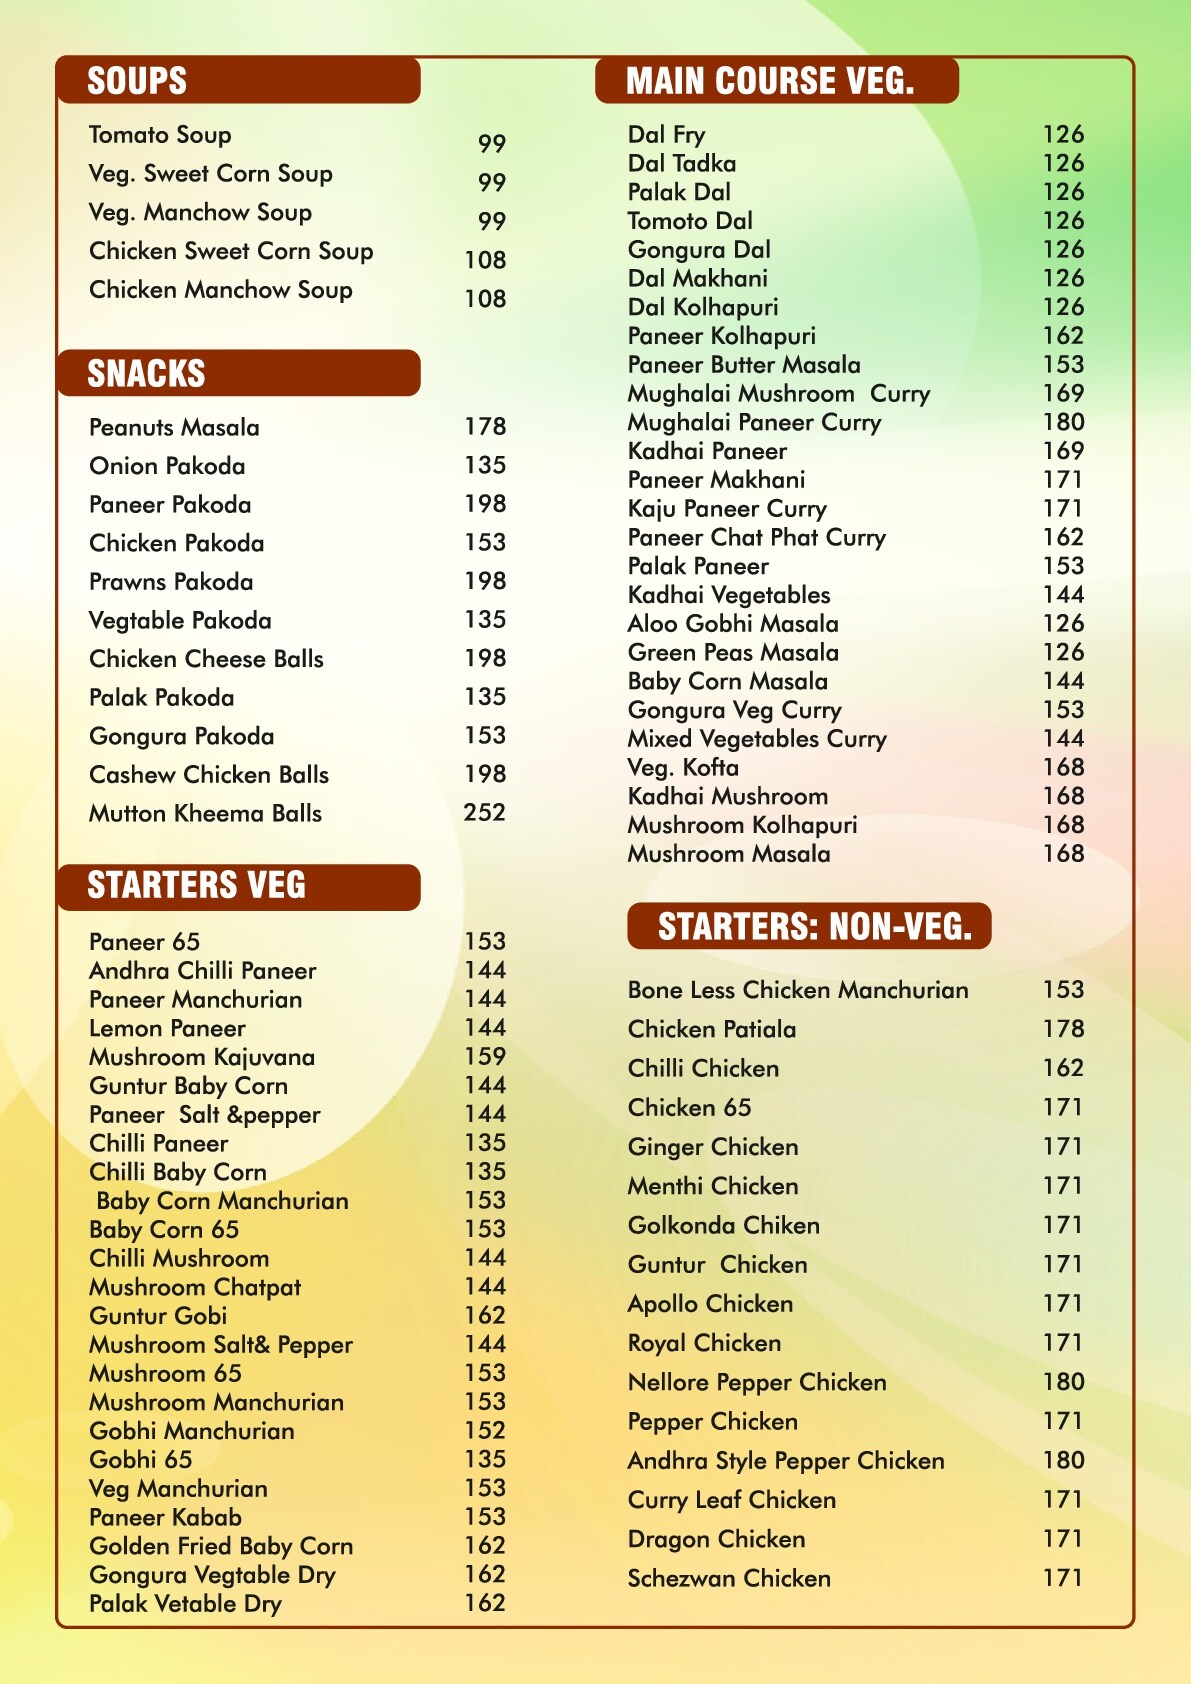 SOUPS
Tomato Soup 99
Veg. Sweet Corn Soup 99
Veg. Manchow Soup 99
Chicken Sweet Corn Soup 108
Chicken Manchow Soup 108
SNACKS
Peanuts Masala 178
Onion Pakoda 135
Paneer Pakoda 198
Chicken Pakoda 153
Prawns Pakoda 198
Vegtable Pakoda 135
Chicken Cheese Balls 198
Palak Pakoda 135
Gongura Pakoda 153
Cashew Chicken Balls 198
Mutton Kheema Balls 252
STARTERS VEG
Paneer 65 153
Andhra Chilli Paneer 144
Paneer Manchurian 144
Lemon Paneer 144
Mushroom Kajuvana 159
Guntur Baby Corn 144
Paneer Salt &pepper 144
Chilli Paneer 135
Chilli Baby Corn 135
Baby Corn Manchurian 153
Baby Corn 65 153
Chilli Mushroom 144
Mushroom Chatpat 144
Guntur Gobi 162
Mushroom Salt& Pepper 144
Mushroom 65 153
Mushroom Manchurian 153
Gobhi Manchurian 152
Gobhi 65 135
Veg Manchurian 153
Paneer Kabab 153
Golden Fried Baby Corn 162
Gongura Vegtable Dry 162
Palak Vetable Dry 162
MAIN COURSE VEG.
Dal Fry 126
Dal Tadka 126
Palak Dal 126
Tomoto Dal 126
Gongura Dal 126
Dal Makhani 126
Dal Kolhapuri 126
Paneer Kolhapuri 162
Paneer Butter Masala 153
Mughalai Mushroom Curry 169
Mughalai Paneer Curry 180
Kadhai Paneer 169
Paneer Makhani 171
Kaju Paneer Curry 171
Paneer Chat Phat Curry 162
Palak Paneer 153
Kadhai Vegetables 144
Aloo Gobhi Masala 126
Green Peas Masala 126
Baby Corn Masala 144
Gongura Veg Curry 153
Mixed Vegetables Curry 144
Veg. Kofta 168
Kadhai Mushroom 168
Mushroom Kolhapuri 168
Mushroom Masala 168
STARTERS: NON-VEG.
Bone Less Chicken Manchurian 153
Chicken Patiala 178
Chilli Chicken 162
Chicken 65 171
Ginger Chicken 171
Menthi Chicken 171
Golkonda Chiken 171
Guntur Chicken 171
Apollo Chicken 171
Royal Chicken 171
Nellore Pepper Chicken 180
Pepper Chicken 171
Andhra Style Pepper Chicken 180
Curry Leaf Chicken 171
Dragon Chicken 171
Schezwan Chicken 171